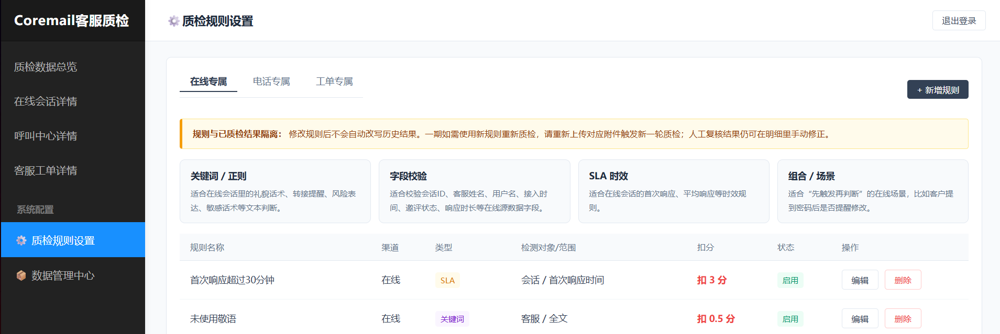 Coremail客服质检
质检规则设置
退出登录
质检数据总览
在线会话详情
呼叫中心详情
客服工单详情
系统配置
质检规则设置
数据管理中心
在线专属 电话专属 工单专属
+ 新增规则
规则与已质检结果隔离： 修改规则后不会自动改写历史结果。一期如需使用新规则重新质检，请重新上传对应附件触发新一轮质检；人工复核结果仍可在明细里手动修正。
关键词 / 正则
适合在线会话里的礼貌话术、转接提醒、风险表
达、敏感话术等文本判断。
字段校验
适合校验会话ID、客服姓名、用户名、接入时
间、邀评状态、响应时长等在线源数据字段。
SLA 时效
适合在线会话的首次响应、平均响应等时效规
则。
组合 / 场景
适合“先触发再判断”的在线场景，比如客户提
到密码后是否提醒修改。
规则名称 渠道 类型 检测对象/范围 扣分 状态 操作
首次响应超过30分钟 在线 SLA 会话 / 首次响应时间 扣 3 分 启用 编辑 删除
未使用敬语 在线 关键词 客服 / 全文 扣 0.5 分 启用 编辑 删除